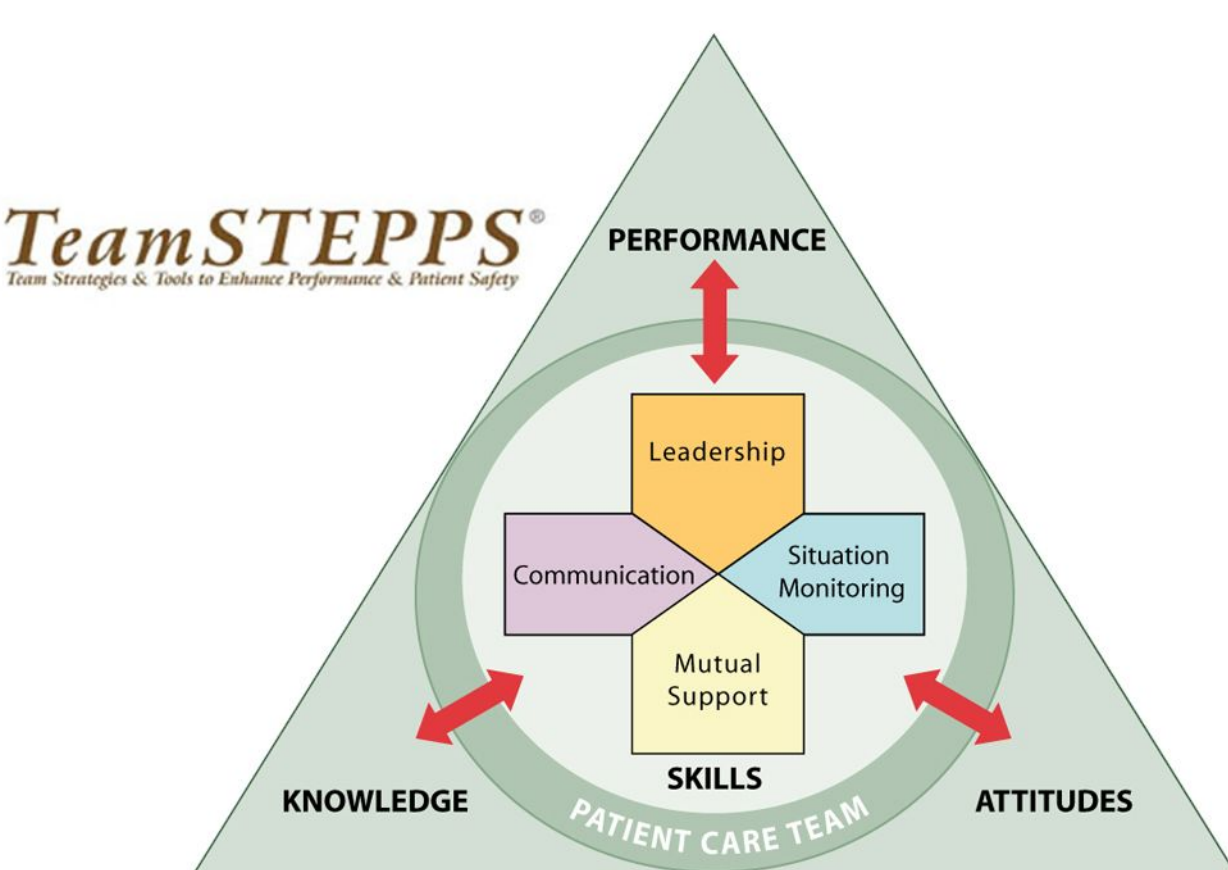 TeamSTEPPS®
Team Strategies & Tools to Enhance Performance & Patient Safety
PERFORMANCE
Leadership
Communication
Situation
Monitoring
Mutual
Support
SKILLS
KNOWLEDGE
ATTITUDES
PATIENT CARE TEAM